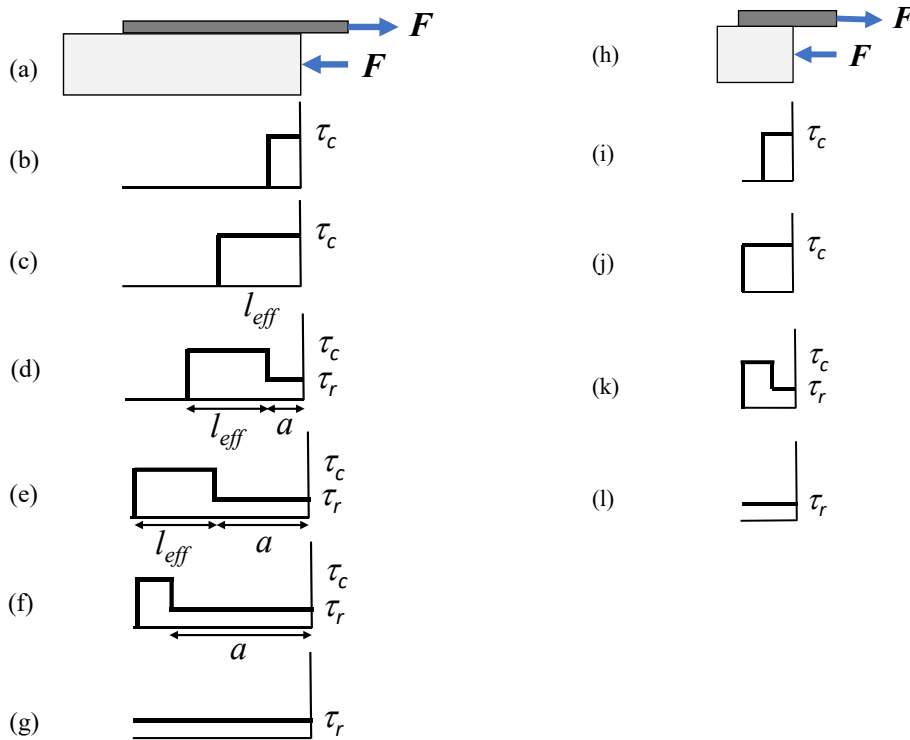 (a) F
F
(b) τc
(c) τc
leff
(d) τc
τr
leff a
(e) τc
τr
leff a
(f) τc
τr
a
(g) τr
(h) F
F
(i) τc
(j) τc
(k) τc
τr
(l) τr